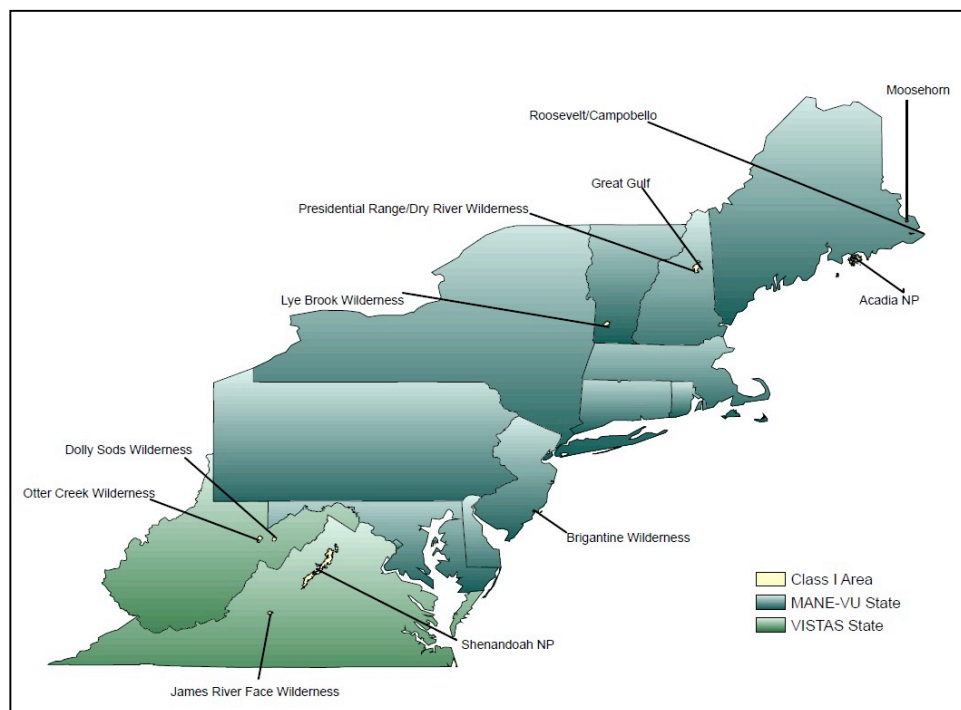 Moosehorn
Roosevelt/Campobello
Great Gulf
Presidential Range/Dry River Wilderness
Lye Brook Wilderness
Acadia NP
Dolly Sods Wilderness
Otter Creek Wilderness
Brigantine Wilderness
Class I Area
MANE-VU State
VISTAS State
Shenandoah NP
James River Face Wilderness